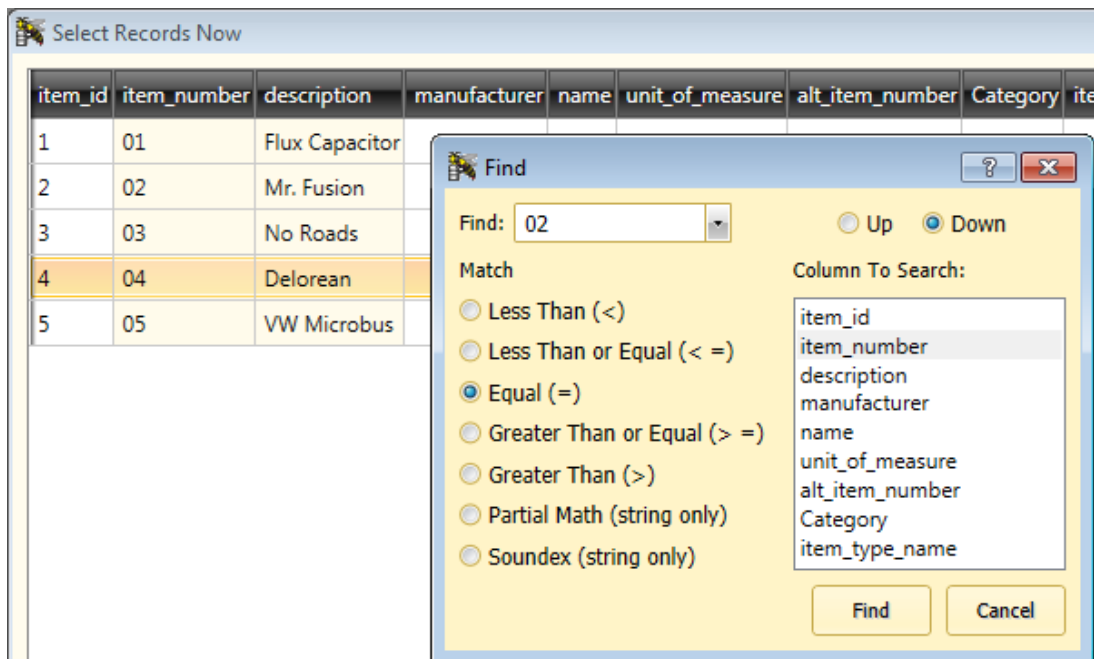 Select Records Now
item_id item_number description manufacturer name unit_of_measure alt_item_number Category ite
1 01 Flux Capacitor
2 02 Mr. Fusion
3 03 No Roads
4 04 Delorean
5 05 VW Microbus
Find
Find: 02 Up Down
Match
Less Than (<)
Less Than or Equal (< =)
Equal (=)
Greater Than or Equal (> =)
Greater Than (>)
Partial Math (string only)
Soundex (string only)
Column To Search:
item_id
item_number
description
manufacturer
name
unit_of_measure
alt_item_number
Category
item_type_name
Find Cancel